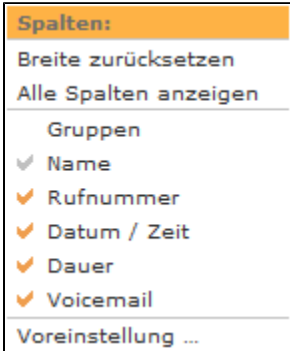 Spalten:
Breite zurücksetzen
Alle Spalten anzeigen
Gruppen
Name
Rufnummer
Datum / Zeit
Dauer
Voicemail
Voreinstellung ...